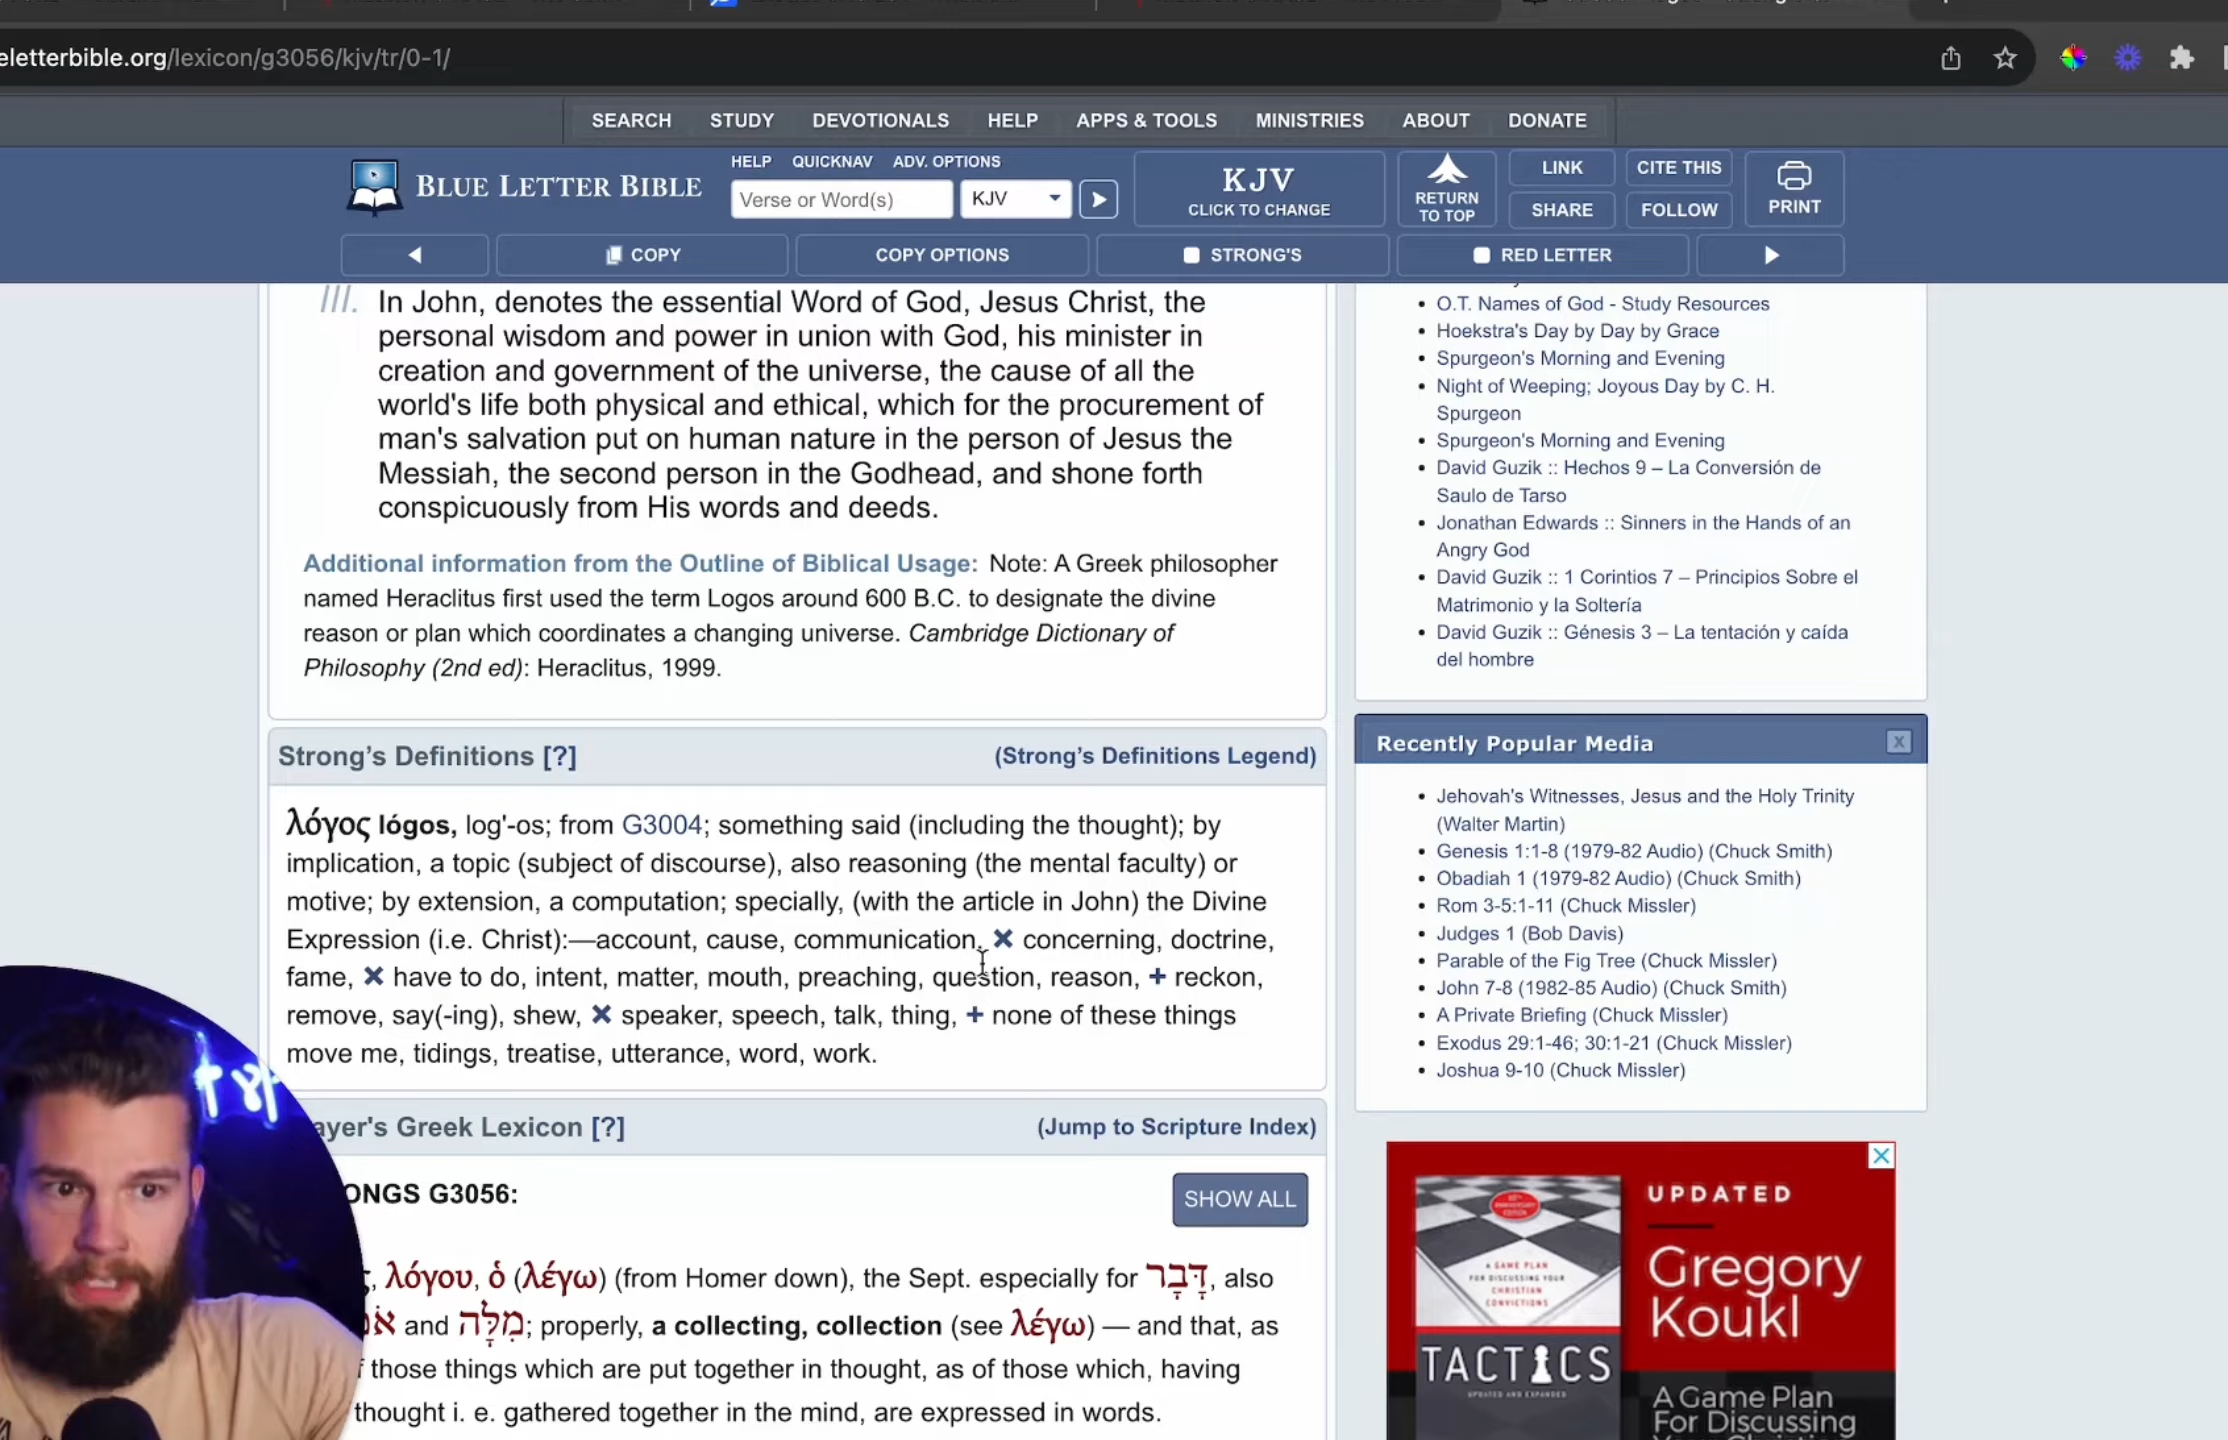 eletterbible.org/lexicon/g3056/kjv/tr/0-1/
SEARCH STUDY DEVOTIONALS HELP APPS & TOOLS MINISTRIES ABOUT DONATE
BLUE LETTER BIBLE
HELP QUICKNAV ADV. OPTIONS
Verse or Word(s) KJV
KJV
CLICK TO CHANGE
RETURN
TO TOP
LINK CITE THIS
SHARE FOLLOW
PRINT
COPY COPY OPTIONS STRONG'S RED LETTER
III. In John, denotes the essential Word of God, Jesus Christ, the
personal wisdom and power in union with God, his minister in
creation and government of the universe, the cause of all the
world's life both physical and ethical, which for the procurement of
man's salvation put on human nature in the person of Jesus the
Messiah, the second person in the Godhead, and shone forth
conspicuously from His words and deeds.
Additional information from the Outline of Biblical Usage: Note: A Greek philosopher
named Heraclitus first used the term Logos around 600 B.C. to designate the divine
reason or plan which coordinates a changing universe. Cambridge Dictionary of
Philosophy (2nd ed): Heraclitus, 1999.
Strong’s Definitions [?] (Strong’s Definitions Legend)
λόγος lógos, log'-os; from G3004; something said (including the thought); by
implication, a topic (subject of discourse), also reasoning (the mental faculty) or
motive; by extension, a computation; specially, (with the article in John) the Divine
Expression (i.e. Christ):—account, cause, communication, × concerning, doctrine,
fame, × have to do, intent, matter, mouth, preaching, question, reason, + reckon,
remove, say(-ing), shew, × speaker, speech, talk, thing, + none of these things
move me, tidings, treatise, utterance, word, work.
ayer's Greek Lexicon [?] (Jump to Scripture Index)
ONGS G3056: SHOW ALL
, λόγου, ὁ (λέγω) (from Homer down), the Sept. especially for דָּבָר, also
and מִלָּה; properly, a collecting, collection (see λέγω) — and that, as
those things which are put together in thought, as of those which, having
thought i. e. gathered together in the mind, are expressed in words.
• O.T. Names of God - Study Resources
• Hoekstra's Day by Day by Grace
• Spurgeon's Morning and Evening
• Night of Weeping; Joyous Day by C. H.
Spurgeon
• Spurgeon's Morning and Evening
• David Guzik :: Hechos 9 – La Conversión de
Saulo de Tarso
• Jonathan Edwards :: Sinners in the Hands of an
Angry God
• David Guzik :: 1 Corintios 7 – Principios Sobre el
Matrimonio y la Soltería
• David Guzik :: Génesis 3 – La tentación y caída
del hombre
Recently Popular Media x
• Jehovah's Witnesses, Jesus and the Holy Trinity
(Walter Martin)
• Genesis 1:1-8 (1979-82 Audio) (Chuck Smith)
• Obadiah 1 (1979-82 Audio) (Chuck Smith)
• Rom 3-5:1-11 (Chuck Missler)
• Judges 1 (Bob Davis)
• Parable of the Fig Tree (Chuck Missler)
• John 7-8 (1982-85 Audio) (Chuck Smith)
• A Private Briefing (Chuck Missler)
• Exodus 29:1-46; 30:1-21 (Chuck Missler)
• Joshua 9-10 (Chuck Missler)
A GAME PLAN
FOR DISCUSSING YOUR
CHRISTIAN
CONVICTIONS
TACTICS
UPDATED AND EXPANDED
UPDATED
Gregory
Koukl
A Game Plan
For Discussing